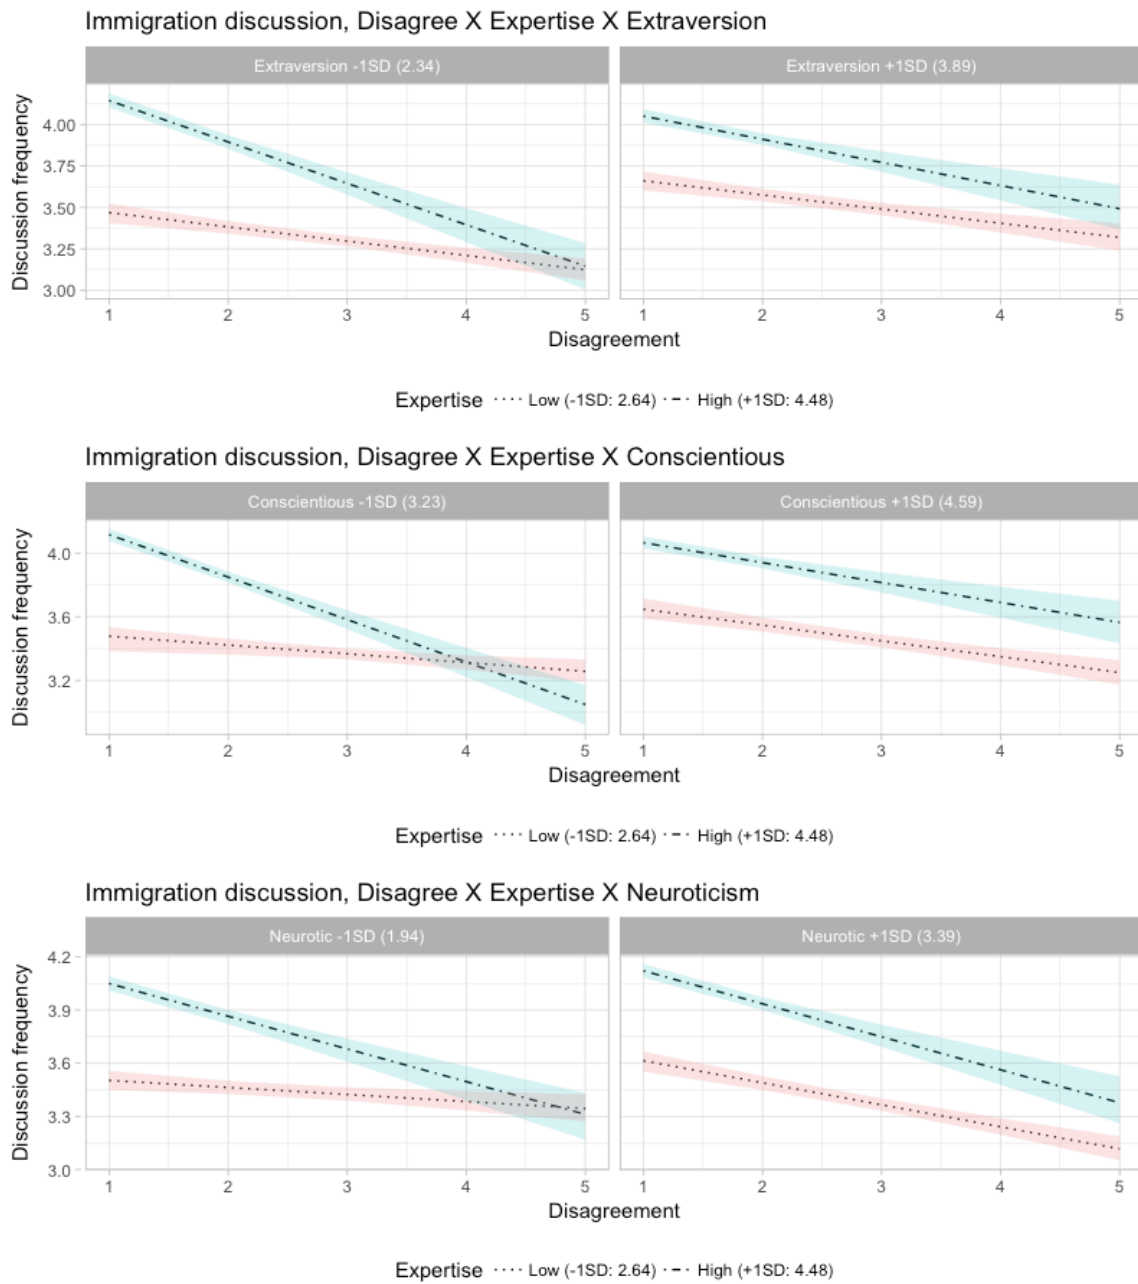 Immigration discussion, Disagree X Expertise X Extraversion
Extraversion -1SD (2.34) Extraversion +1SD (3.89)
Discussion frequency
4.00
3.75
3.50
3.25
3.00
1 2 3 4 5 1 2 3 4 5
Disagreement
Expertise Low (-1SD: 2.64) High (+1SD: 4.48)
Immigration discussion, Disagree X Expertise X Conscientious
Conscientious -1SD (3.23) Conscientious +1SD (4.59)
Discussion frequency
4.0
3.6
3.2
1 2 3 4 5 1 2 3 4 5
Disagreement
Expertise Low (-1SD: 2.64) High (+1SD: 4.48)
Immigration discussion, Disagree X Expertise X Neuroticism
Neurotic -1SD (1.94) Neurotic +1SD (3.39)
Discussion frequency
4.2
3.9
3.6
3.3
3.0
1 2 3 4 5 1 2 3 4 5
Disagreement
Expertise Low (-1SD: 2.64) High (+1SD: 4.48)